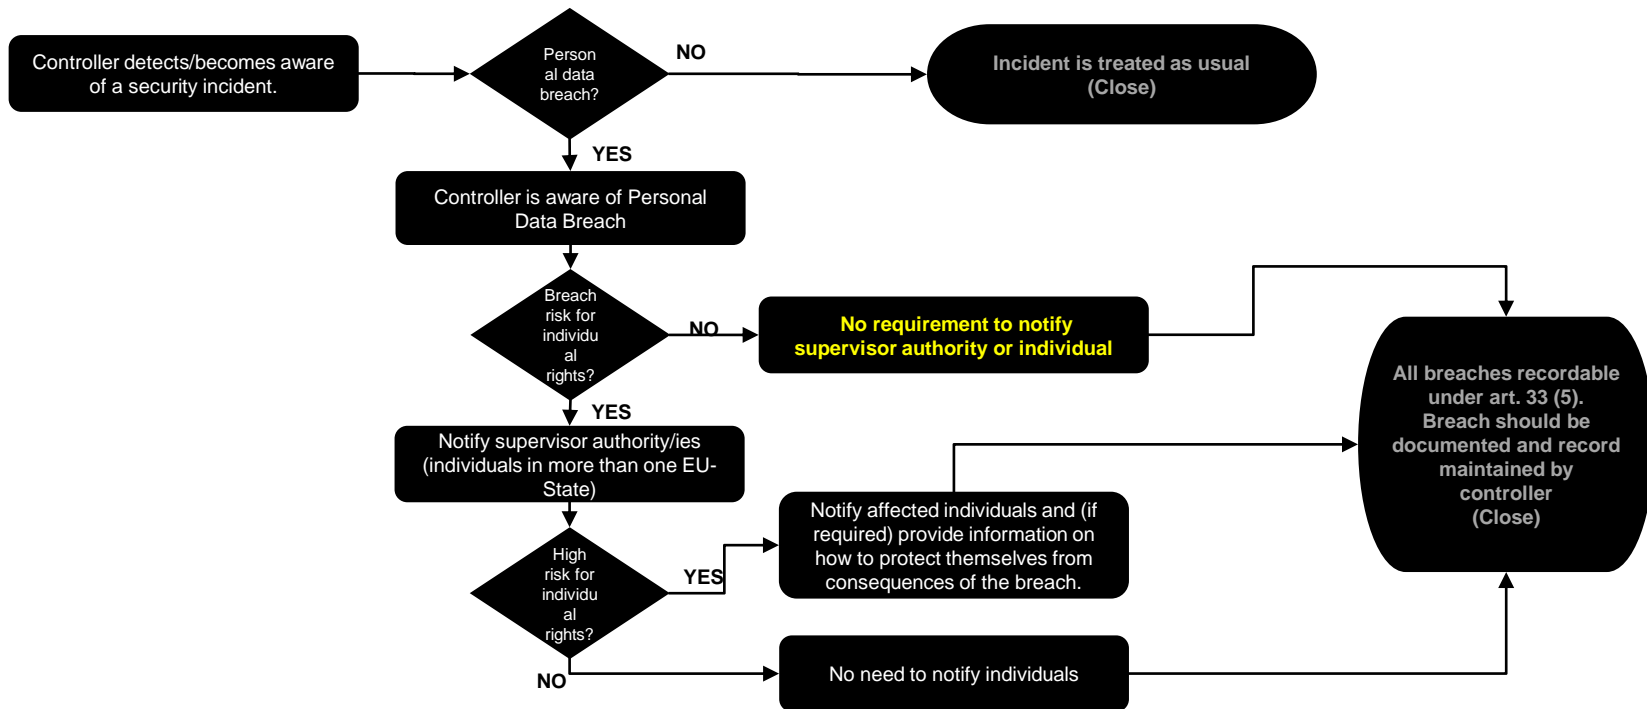 Controller detects/becomes aware
of a security incident.
Person
al data
breach?
NO
Incident is treated as usual
(Close)
YES
Controller is aware of Personal
Data Breach
Breach
risk for
individu
al
rights?
NO
No requirement to notify
supervisor authority or individual
All breaches recordable
under art. 33 (5).
Breach should be
documented and record
maintained by
controller
(Close)
YES
Notify supervisor authority/ies
(individuals in more than one EU-
State)
High
risk for
individu
al
rights?
YES
Notify affected individuals and (if
required) provide information on
how to protect themselves from
consequences of the breach.
NO
No need to notify individuals